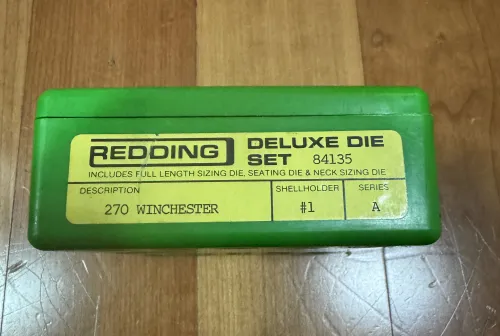 REDDING DELUXE DIE
SET 84135
INCLUDES FULL LENGTH SIZING DIE, SEATING DIE & NECK SIZING DIE
DESCRIPTION SHELLHOLDER SERIES
270 WINCHESTER #1 A